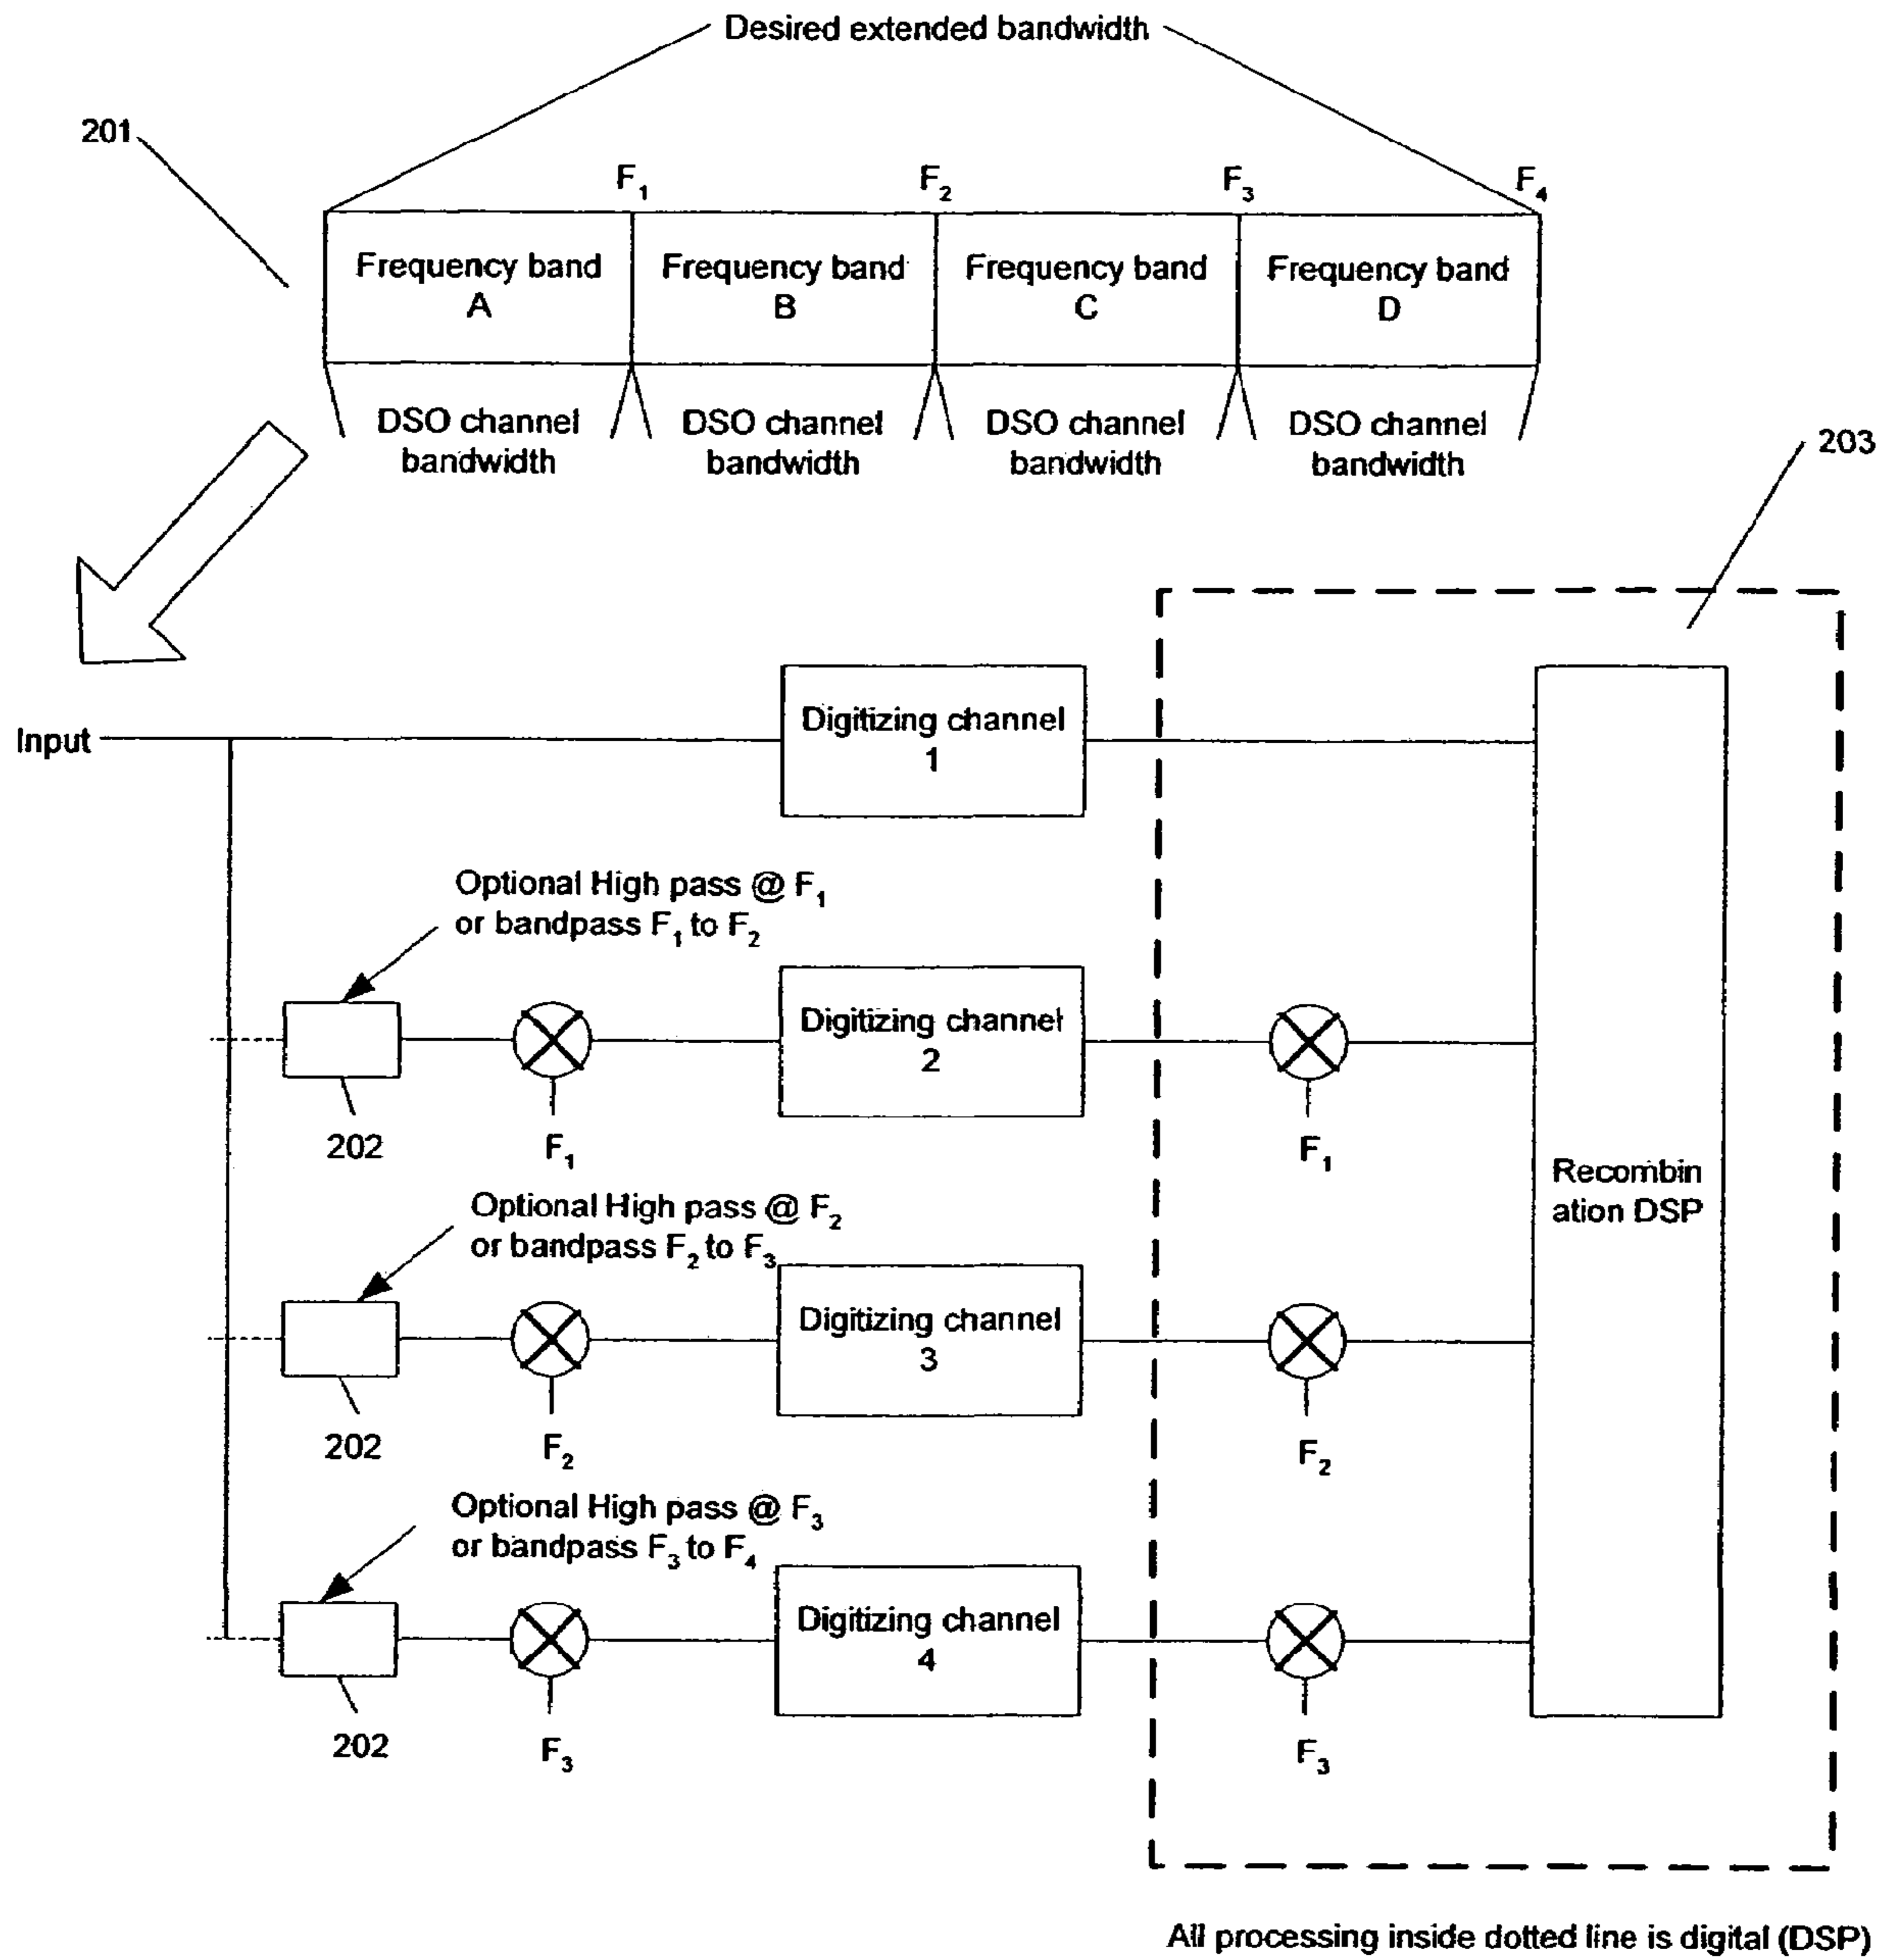 Desired extended bandwidth
201
F1 F2 F3 F4
Frequency band
A
Frequency band
B
Frequency band
C
Frequency band
D
DSO channel
bandwidth
DSO channel
bandwidth
DSO channel
bandwidth
DSO channel
bandwidth
203
Input
Digitizing channel
1
Optional High pass @ F1
or bandpass F1 to F2
Digitizing channel
2
202
F1
F1
Recombin
ation DSP
Optional High pass @ F2
or bandpass F2 to F3
Digitizing channel
3
202
F2
F2
Optional High pass @ F3
or bandpass F3 to F4
Digitizing channel
4
202
F3
F3
All processing inside dotted line is digital (DSP)